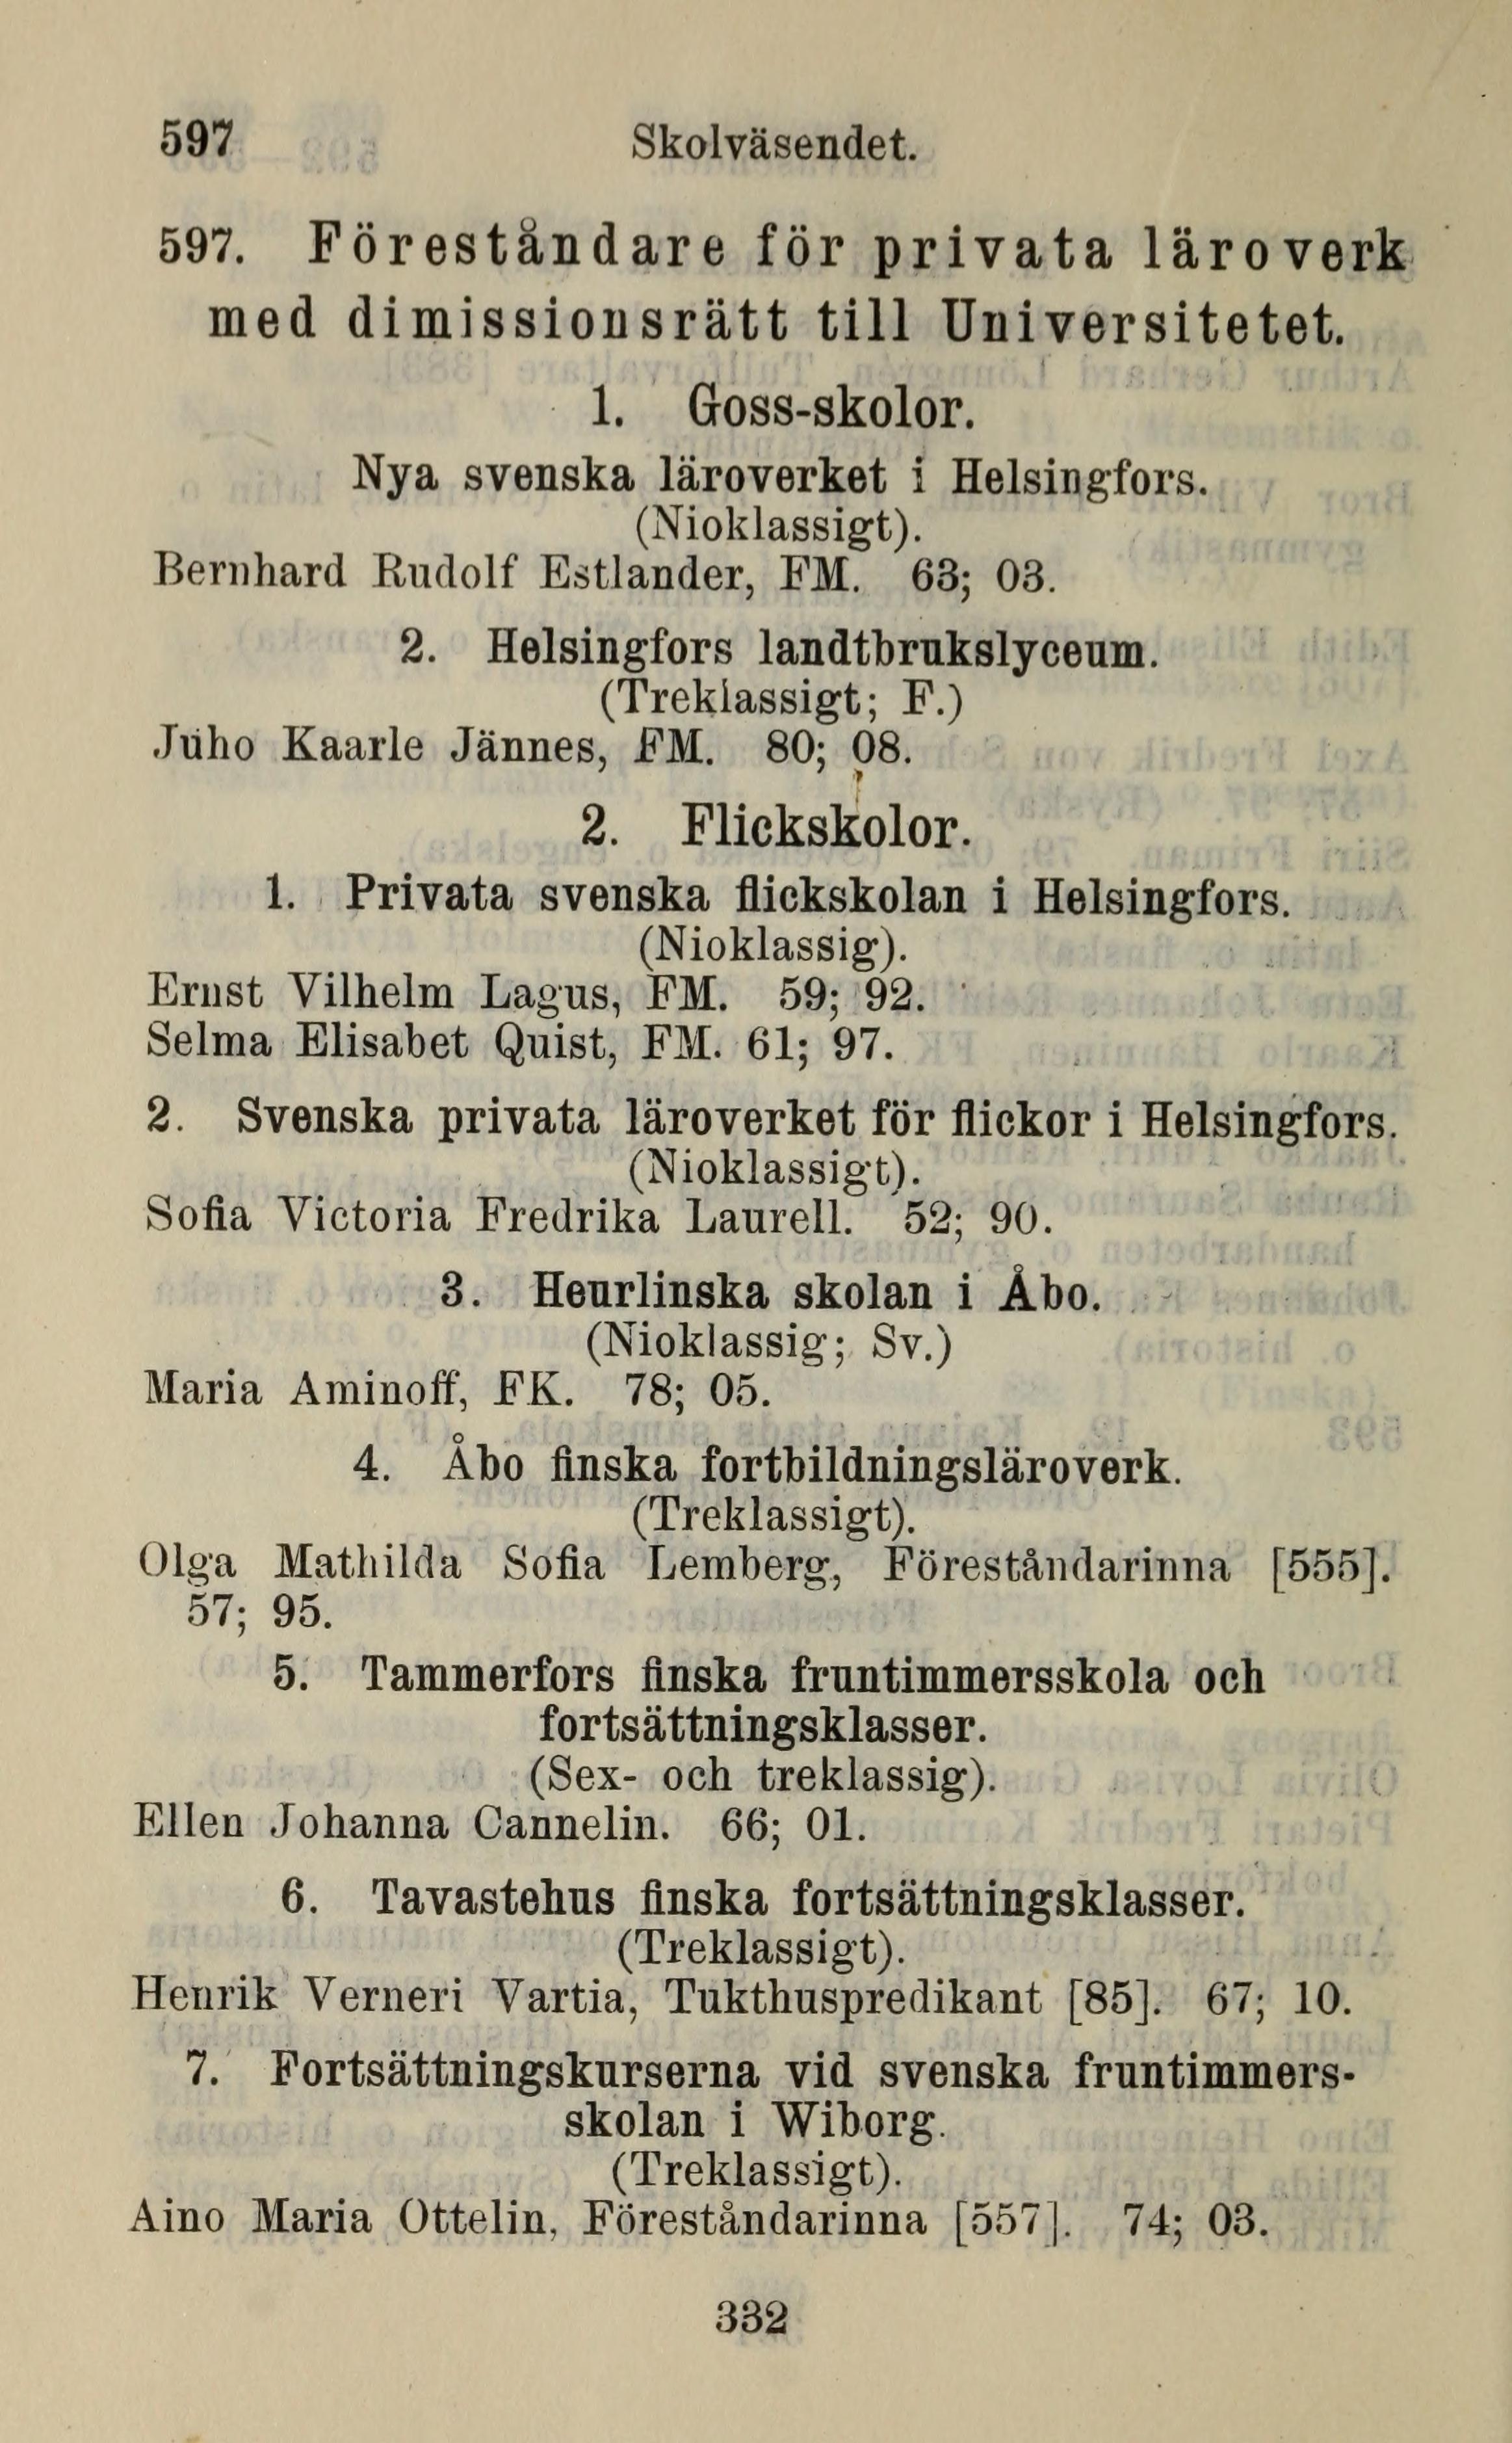 597 Skolväsendet.
597. Föreståndare för privata läroverk
med dimissionsrätt till Universitetet.
1. Goss-skolor.
Nya svenska läroverket i Helsingfors.
(Nioklassigt).
Bernhard Rudolf Estlander, FM. 63; 03.
2. Helsingfors landtbrukslyceum.
(Treklassigt; F.)
Juho Kaarle Jännes, FM. 80; 08.
2. Flickskolor.
1. Privata svenska flickskolan i Helsingfors.
(Nioklassig).
Ernst Vilhelm Lagus, FM. 59; 92.
Selma Elisabet Quist, FM. 61; 97.
2. Svenska privata läroverket för flickor i Helsingfors.
(Nioklassigt).
Sofia Victoria Fredrika Laurell. 52; 90.
3. Heurlinska skolan i Åbo.
(Nioklassig; Sv.)
Maria Aminoff, FK. 78; 05.
4. Åbo finska fortbildningsläroverk.
(Treklassigt).
Olga Mathilda Sofia Lemberg, Föreståndarinna [555].
57; 95.
5. Tammerfors finska fruntimmersskola och
fortsättningsklasser.
(Sex- och treklassig).
Ellen Johanna Cannelin. 66; 01.
6. Tavastehus finska fortsättningsklasser.
(Treklassigt).
Henrik Verneri Vartia, Tukthuspredikant [85]. 67; 10.
7. Fortsättningskurserna vid svenska fruntimmers-
skolan i Wiborg.
(Treklassigt).
Aino Maria Ottelin, Föreståndarinna [557]. 74; 03.
332